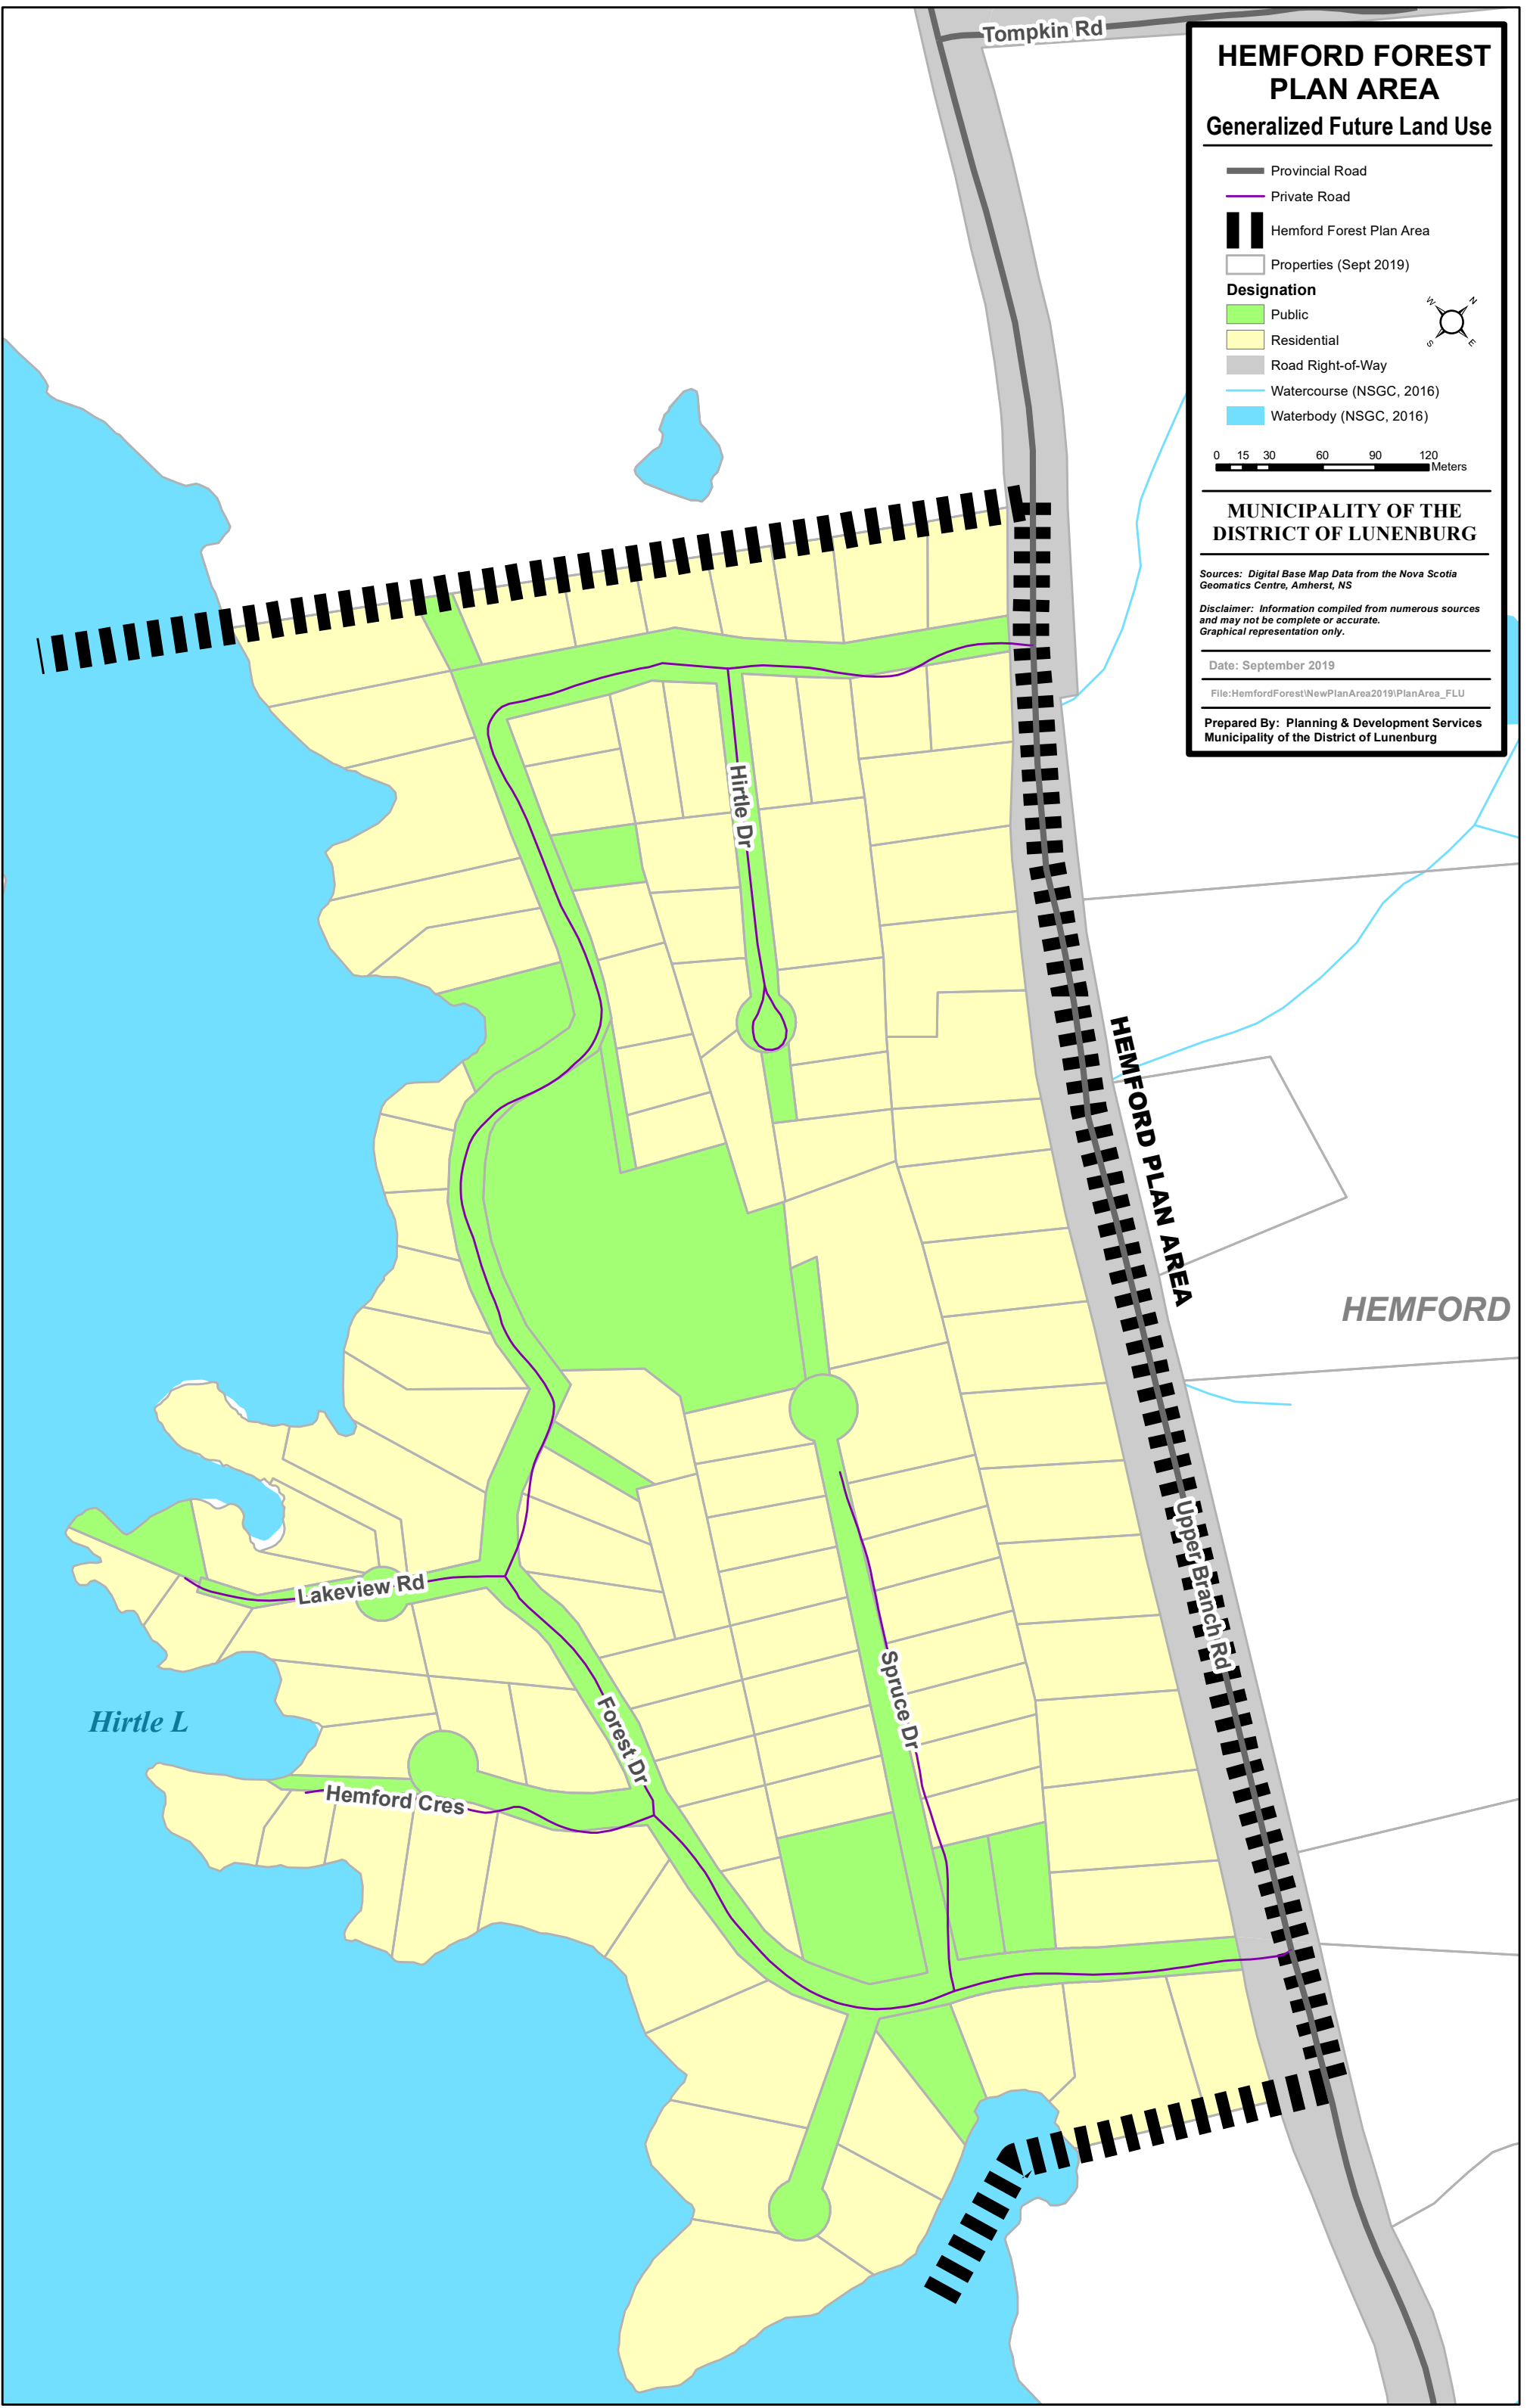 Tompkin Rd
HEMFORD FOREST
PLAN AREA
Generalized Future Land Use
Provincial Road
Private Road
Hemford Forest Plan Area
Properties (Sept 2019)
Designation
Public
Residential
Road Right-of-Way
Watercourse (NSGC, 2016)
Waterbody (NSGC, 2016)
W N
S E
0 15 30 60 90 120
Meters
MUNICIPALITY OF THE
DISTRICT OF LUNENBURG
Sources: Digital Base Map Data from the Nova Scotia
Geomatics Centre, Amherst, NS
Disclaimer: Information compiled from numerous sources
and may not be complete or accurate.
Graphical representation only.
Date: September 2019
File:HemfordForest\NewPlanArea2019\PlanArea_FLU
Prepared By: Planning & Development Services
Municipality of the District of Lunenburg
Hirtle Dr
HEMFORD PLAN AREA
HEMFORD
Upper Branch Rd
Lakeview Rd
Spruce Dr
Forest Dr
Hirtle L
Hemford Cres